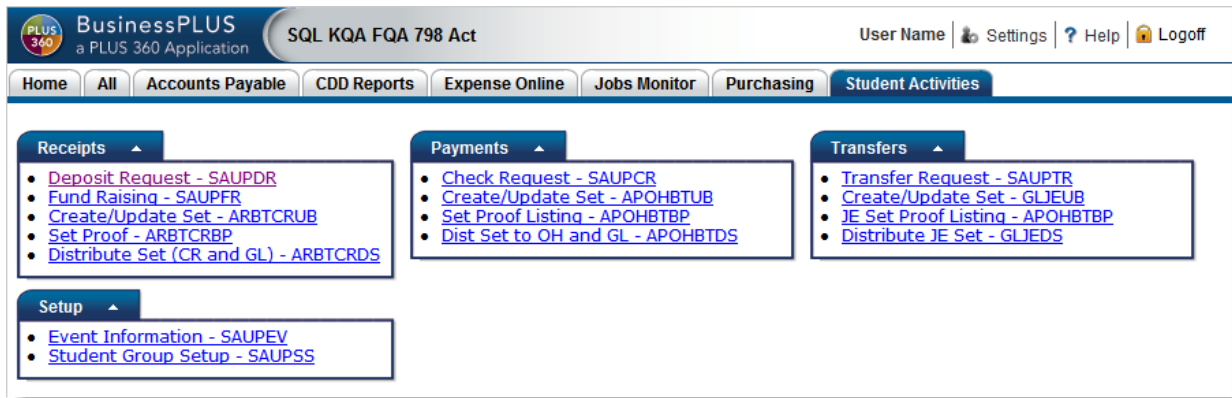 PLUS 360 BusinessPLUS a PLUS 360 Application SQL KQA FQA 798 Act User Name Settings ? Help Logoff
Home All Accounts Payable CDD Reports Expense Online Jobs Monitor Purchasing Student Activities
Receipts
Deposit Request - SAUPDR
Fund Raising - SAUPFR
Create/Update Set - ARBTCRUB
Set Proof - ARBTCRBP
Distribute Set (CR and GL) - ARBTCRDS
Payments
Check Request - SAUPCR
Create/Update Set - APOHBTUB
Set Proof Listing - APOHBTBP
Dist Set to OH and GL - APOHBTDS
Transfers
Transfer Request - SAUPTR
Create/Update Set - GLJEUB
JE Set Proof Listing - APOHBTBP
Distribute JE Set - GLJEDS
Setup
Event Information - SAUPEV
Student Group Setup - SAUPSS